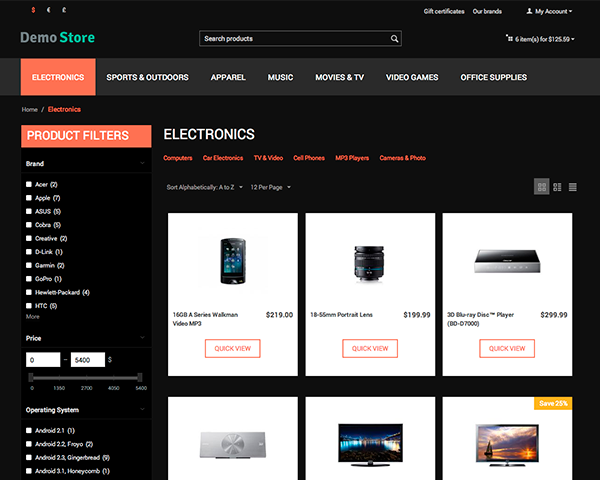 $ € £
Gift certificates Our brands My Account
Demo Store
Search products
6 item(s) for $125.59
ELECTRONICS SPORTS & OUTDOORS APPAREL MUSIC MOVIES & TV VIDEO GAMES OFFICE SUPPLIES
Home / Electronics
PRODUCT FILTERS
Brand
Acer (2)
Apple (7)
ASUS (5)
Cobra (5)
Creative (2)
D-Link (1)
Garmin (2)
GoPro (1)
Hewlett-Packard (4)
HTC (5)
More
Price
0 – 5400 $
0 1350 2700 4050 5400
Operating System
Android 2.1 (1)
Android 2.2, Froyo (2)
Android 2.3, Gingerbread (9)
Android 3.1, Honeycomb (1)
ELECTRONICS
Computers Car Electronics TV & Video Cell Phones MP3 Players Cameras & Photo
Sort Alphabetically: A to Z 12 Per Page
16GB A Series Walkman $219.00
Video MP3
QUICK VIEW
18-55mm Portrait Lens $199.99
QUICK VIEW
3D Blu-ray Disc™ Player $299.99
(BD-D7000)
QUICK VIEW
Save 25%